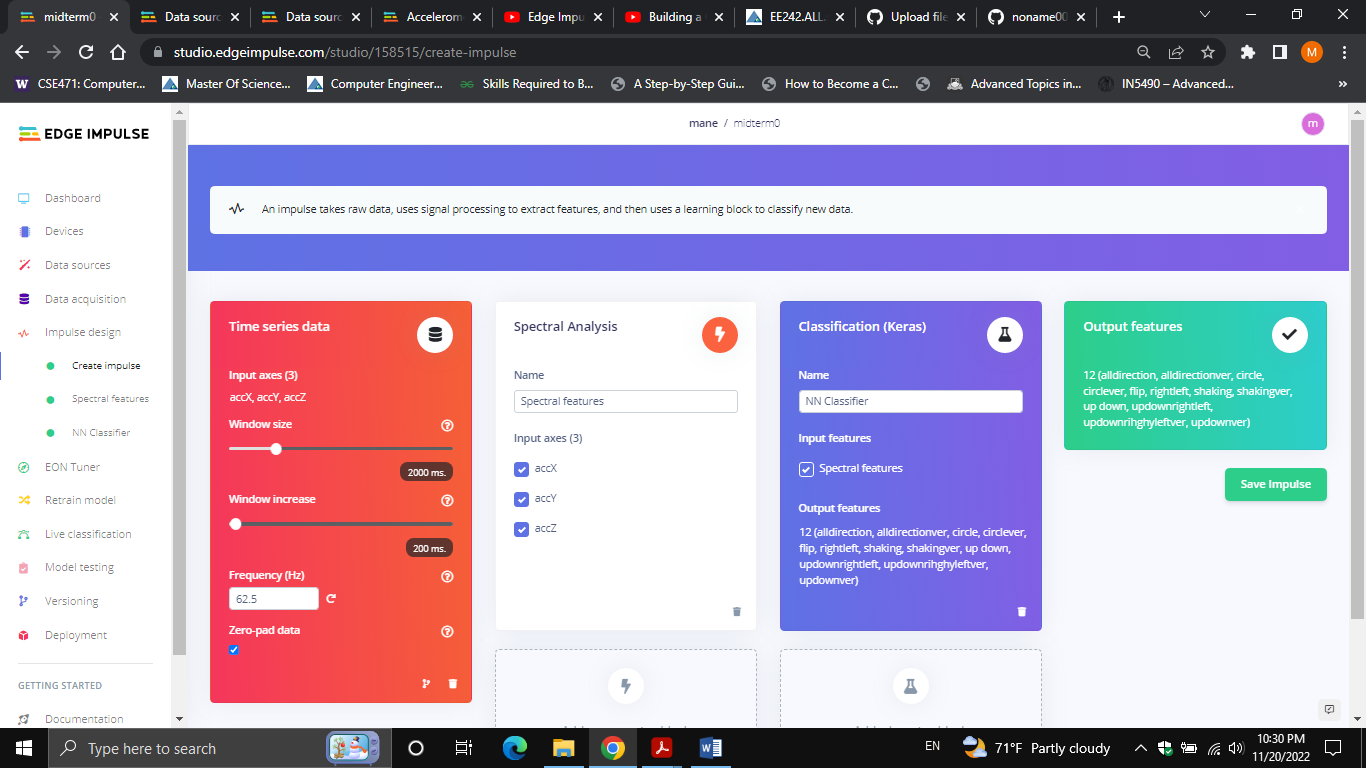 midterm0
Data sourc
Data sourc
Accelerom
Edge Impu
Building a
EE242.ALL.
Upload file
noname00
studio.edgeimpulse.com/studio/158515/create-impulse
M
W CSE471: Computer...
Master Of Science...
Computer Engineer...
Skills Required to B...
A Step-by-Step Gui...
How to Become a C...
Advanced Topics in...
IN5490 – Advanced...
EDGE IMPULSE
mane / midterm0
m
Dashboard
Devices
Data sources
Data acquisition
Impulse design
Create impulse
Spectral features
NN Classifier
EON Tuner
Retrain model
Live classification
Model testing
Versioning
Deployment
GETTING STARTED
Documentation
An impulse takes raw data, uses signal processing to extract features, and then uses a learning block to classify new data.
Time series data
Input axes (3)
accX, accY, accZ
Window size
2000 ms.
Window increase
200 ms.
Frequency (Hz)
62.5
Zero-pad data
Spectral Analysis
Name
Spectral features
Input axes (3)
accX
accY
accZ
Classification (Keras)
Name
NN Classifier
Input features
Spectral features
Output features
12 (alldirection, alldirectionver, circle, circlever,
flip, rightleft, shaking, shakingver, up down,
updownrightleft, updownrihghyleftver,
updownver)
Output features
12 (alldirection, alldirectionver, circle,
circlever, flip, rightleft, shaking, shakingver,
up down, updownrightleft,
updownrihghyleftver, updownver)
Save Impulse
Type here to search
EN
71°F Partly cloudy
10:30 PM
11/20/2022